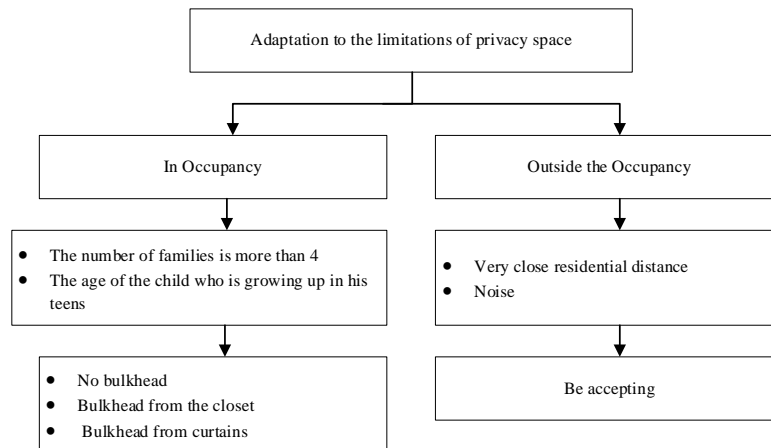 Adaptation to the limitations of privacy space
In Occupancy
Outside the Occupancy
● The number of families is more than 4
● The age of the child who is growing up in his
teens
● Very close residential distance
● Noise
● No bulkhead
● Bulkhead from the closet
● Bulkhead from curtains
Be accepting